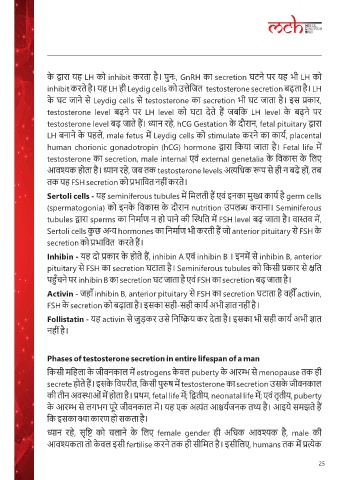 mch
के द्वारा यह LH को inhibit करता है। पुनः, GnRH का secretion घटने पर यह भी LH को
inhibit करते है। यह LH ही Leydig cells को उत्तेजित testosterone secretion बढ़ता है। LH
के घट जाने से Leydig cells से testosterone का secretion भी घट जाता है। इस प्रकार,
testosterone level बढ़ने पर LH level को घटा देते हैं जबकि LH level के बढ़ने पर
testosterone level बढ़ जाते हैं। ध्यान रहे, hCG Gestation के दौरान, fetal pituitary द्वारा
LH बनाने के पहले, male fetus में Leydig cells को stimulate करने का कार्य, placental
human chorionic gonadotropin (hCG) hormone द्वारा किया जाता है। Fetal life में
testosterone का secretion, male internal एवं external genetalia के विकास के लिए
आवश्यक होता है। ध्यान रहे, जब तक testosterone levels अत्यधिक रूप से ही न बढ़े हों, तब
तक यह FSH secretion को प्रभावित नहीं करते।
Sertoli cells - यह seminiferous tubules में मिलती हैं एवं इनका मुख्य कार्य है germ cells
(spermatogonia) को इनके विकास के दौरान nutrition उपलब्ध कराना। Seminiferous
tubules द्वारा sperms का निर्माण न हो पाने की स्थिति में FSH level बढ़ जाता है। वास्तव में,
Sertoli cells कुछ अन्य hormones का निर्माण भी करती हैं जो anterior pituitary से FSH के
secretion को प्रभावित करते हैं।
Inhibin - यह दो प्रकार के होते हैं, inhibin A एवं inhibin B । इनमें से inhibin B, anterior
pituitary से FSH का secretion घटाता है। Seminiferous tubules को किसी प्रकार से क्षति
पहुँचने पर inhibin B का secretion घट जाता है एवं FSH का secretion बढ़ जाता है।
Activin - जहाँ inhibin B, anterior pituitary से FSH का secretion घटाता है वहीं activin,
FSH के secretion को बढ़ाता है। इसका सही-सही कार्य अभी ज्ञात नहीं है।
Follistatin - यह activin से जुड़कर उसे निष्क्रिय कर देता है। इसका भी सही कार्य अभी ज्ञात
नहीं है।
Phases of testosterone secretion in entire lifespan of a man
किसी महिला के जीवनकाल में estrogens केवल puberty के आरम्भ से menopause तक ही
secrete होते हैं। इसके विपरीत, किसी पुरुष में testosterone का secretion उसके जीवनकाल
की तीन अवस्थाओं में होता है। प्रथम, fetal life में; द्वितीय, neonatal life में; एवं तृतीय, puberty
के आरम्भ से लगभग पूरे जीवनकाल में। यह एक अत्यंत आश्चर्यजनक तथ्य है। आइये समझते हैं
कि इसका क्या कारण हो सकता है।
ध्यान रहे, सृष्टि को चलाने के लिए female gender ही अधिक आवश्यक है, male की
आवश्यकता तो केवल इसी fertilise करने तक ही सीमित है। इसीलिए, humans तक में प्रत्येक
25